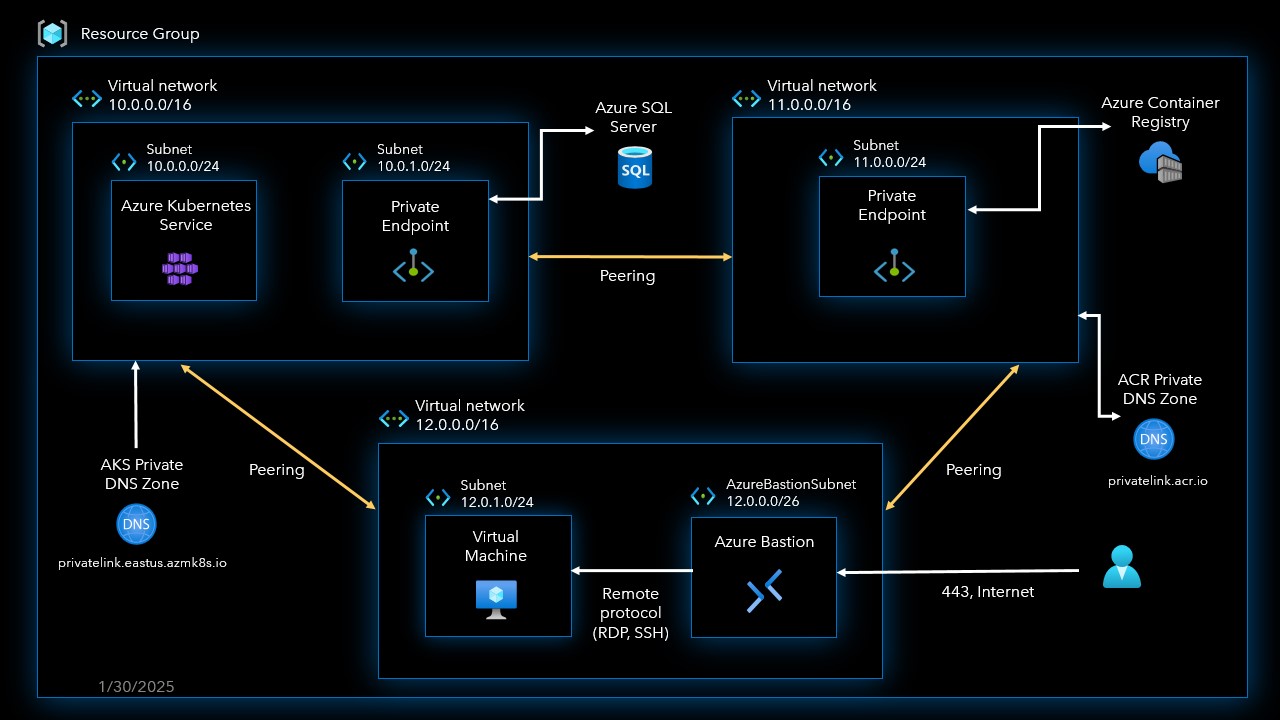 Resource Group
Virtual network
10.0.0.0/16
Subnet
10.0.0.0/24
Azure Kubernetes
Service
Subnet
10.0.1.0/24
Private
Endpoint
Azure SQL
Server
SQL
Peering
Virtual network
11.0.0.0/16
Subnet
11.0.0.0/24
Private
Endpoint
Azure Container
Registry
ACR Private
DNS Zone
DNS
privatelink.acr.io
AKS Private
DNS Zone
DNS
privatelink.eastus.azmk8s.io
Peering
Virtual network
12.0.0.0/16
Subnet
12.0.1.0/24
Virtual
Machine
Remote
protocol
(RDP, SSH)
AzureBastionSubnet
12.0.0.0/26
Azure Bastion
Peering
443, Internet
1/30/2025